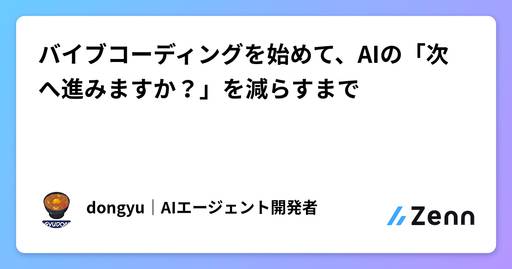 バイブコーディングを始めて、AIの「次
へ進みますか？」を減らすまで
dongyu｜AIエージェント開発者
Zenn